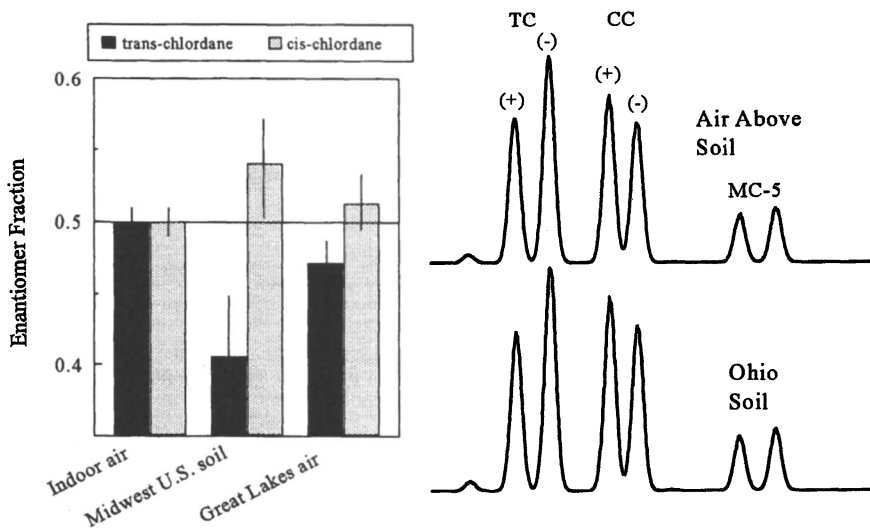 trans-chlordane cis-chlordane
0.6
0.5
0.4
Enantiomer Fraction
Indoor air
Midwest U.S. soil
Great Lakes air
TC CC
(-)
(+) (+) (-)
Air Above
Soil
MC-5
Ohio
Soil